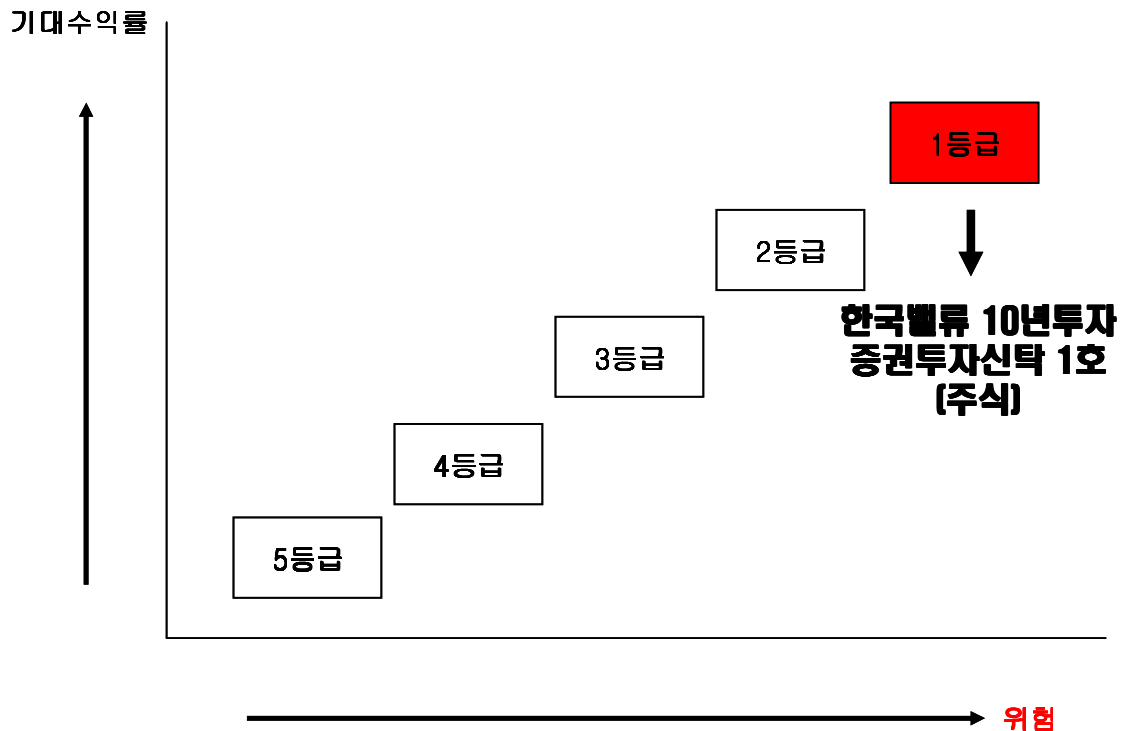 기대수익률
1등급
2등급
한국밸류 10년투자
증권투자신탁 1호
(주식)
3등급
4등급
5등급
위험